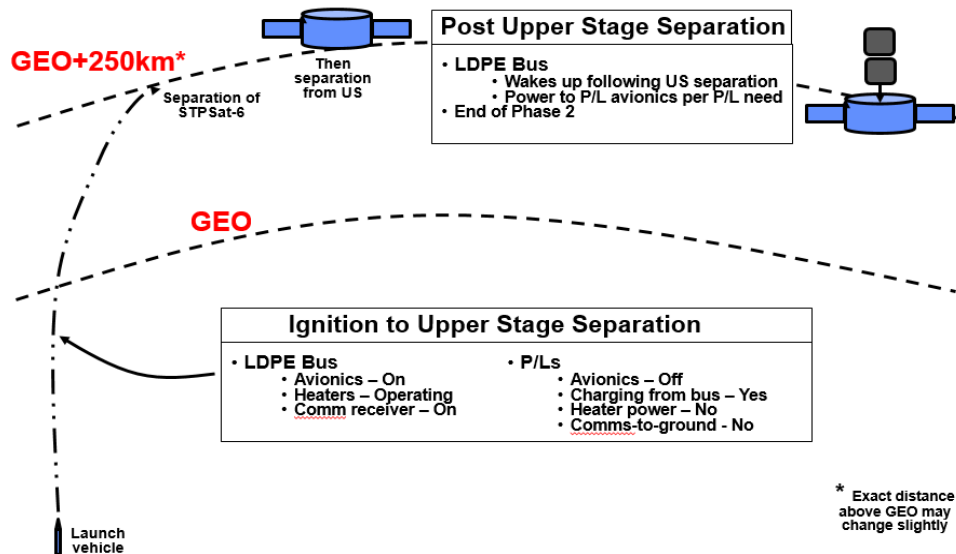 GEO+250km*
Separation of
STPSat-6
Then
separation
from US
Post Upper Stage Separation
• LDPE Bus
• Wakes up following US separation
• Power to P/L avionics per P/L need
• End of Phase 2
GEO
Ignition to Upper Stage Separation
• LDPE Bus
• Avionics – On
• Heaters – Operating
• Comm receiver – On
• P/Ls
• Avionics – Off
• Charging from bus – Yes
• Heater power – No
• Comms-to-ground - No
Launch
vehicle
* Exact distance
above GEO may
change slightly